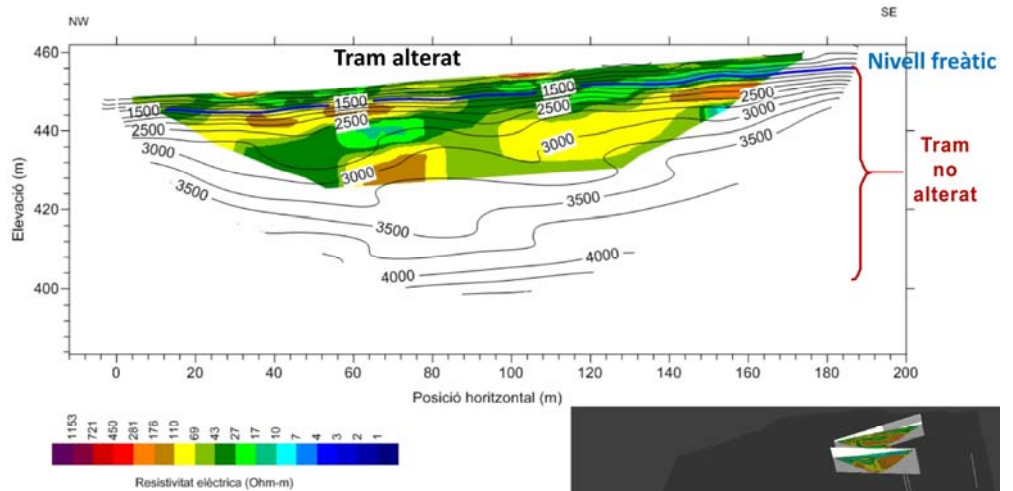 NW
SE
Tram alterat
Nivell freàtic
460
440
420
400
Elevació (m)
1500
1500
1500
2500
2500
2500
2500
3000
3000
3000
3000
3500
3500
3500
3500
4000
4000
Tram
no
alterat
0 20 40 60 80 100 120 140 160 180 200
Posició horitzontal (m)
1153 721 450 281 176 110 69 43 27 17 10 7 4 3 2 1
Resistivitat elèctrica (Ohm-m)